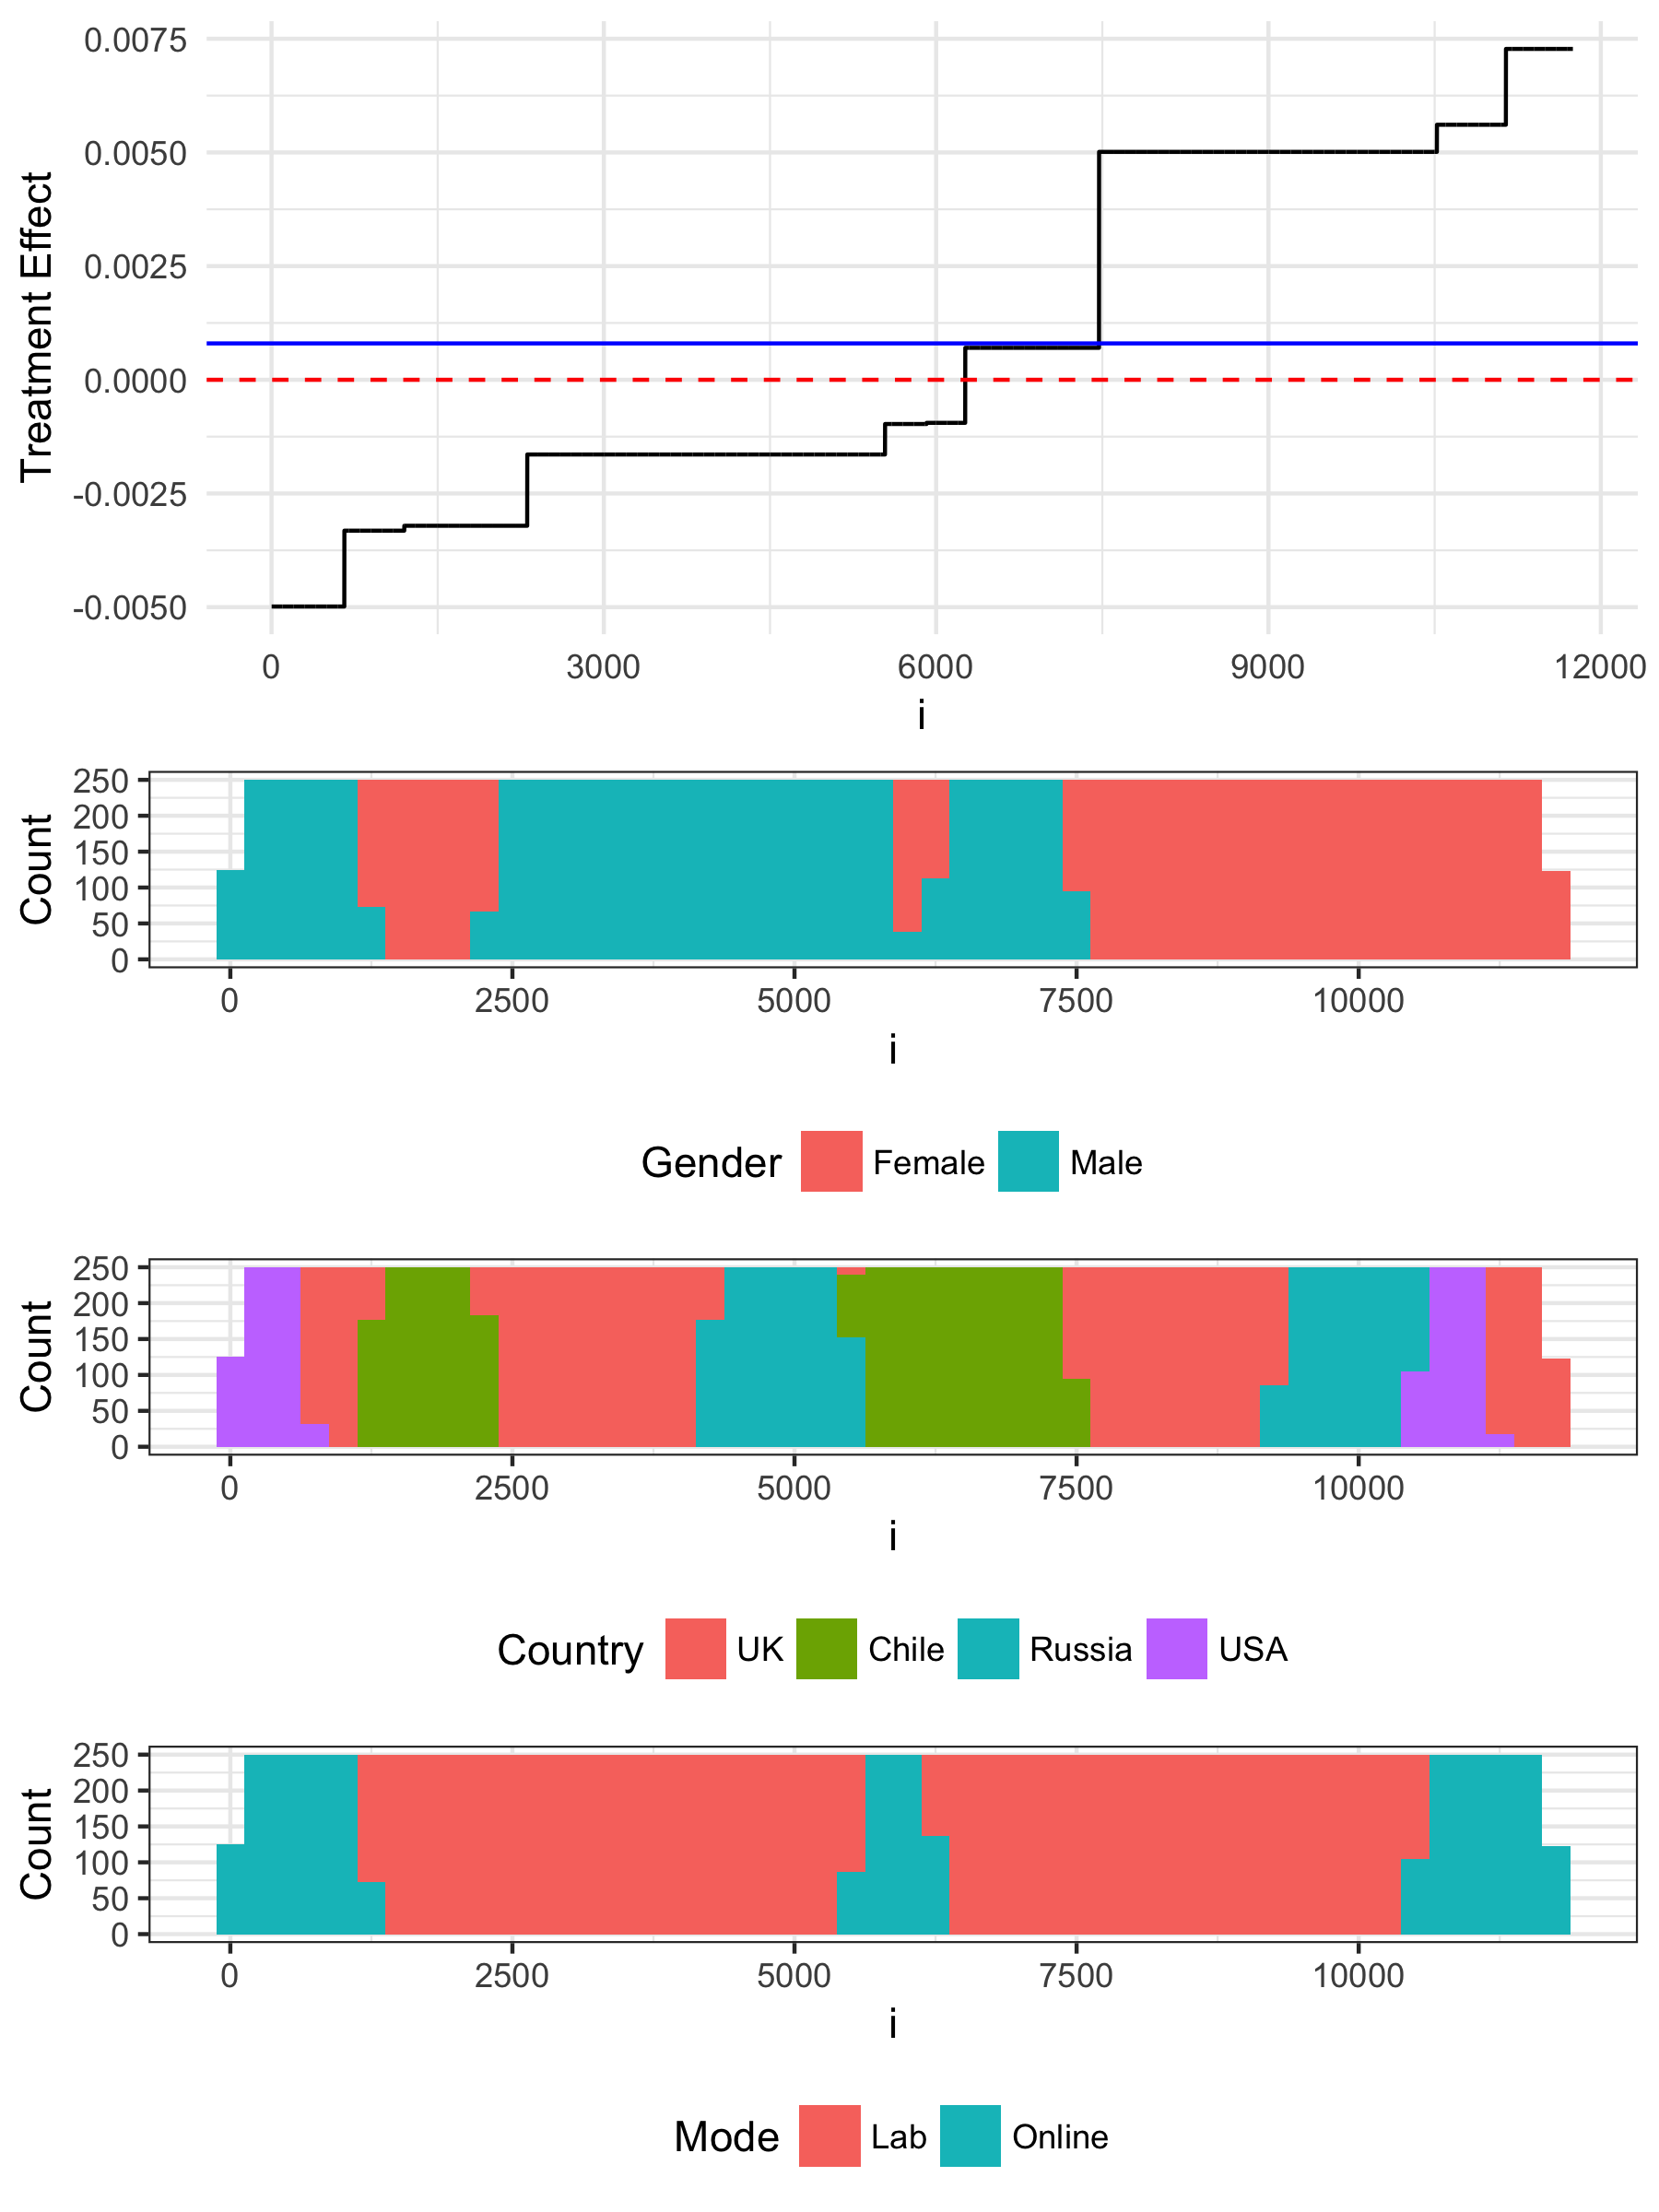 0.0075
0.0050
0.0025
0.0000
-0.0025
-0.0050
Treatment Effect
0 3000 6000 9000 12000
i
250
200
150
100
50
0
Count
0 2500 5000 7500 10000
i
Gender Female Male
250
200
150
100
50
0
Count
0 2500 5000 7500 10000
i
Country UK Chile Russia USA
250
200
150
100
50
0
Count
0 2500 5000 7500 10000
i
Mode Lab Online